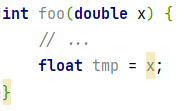 int foo(double x) {
// ...
float tmp = x;
}